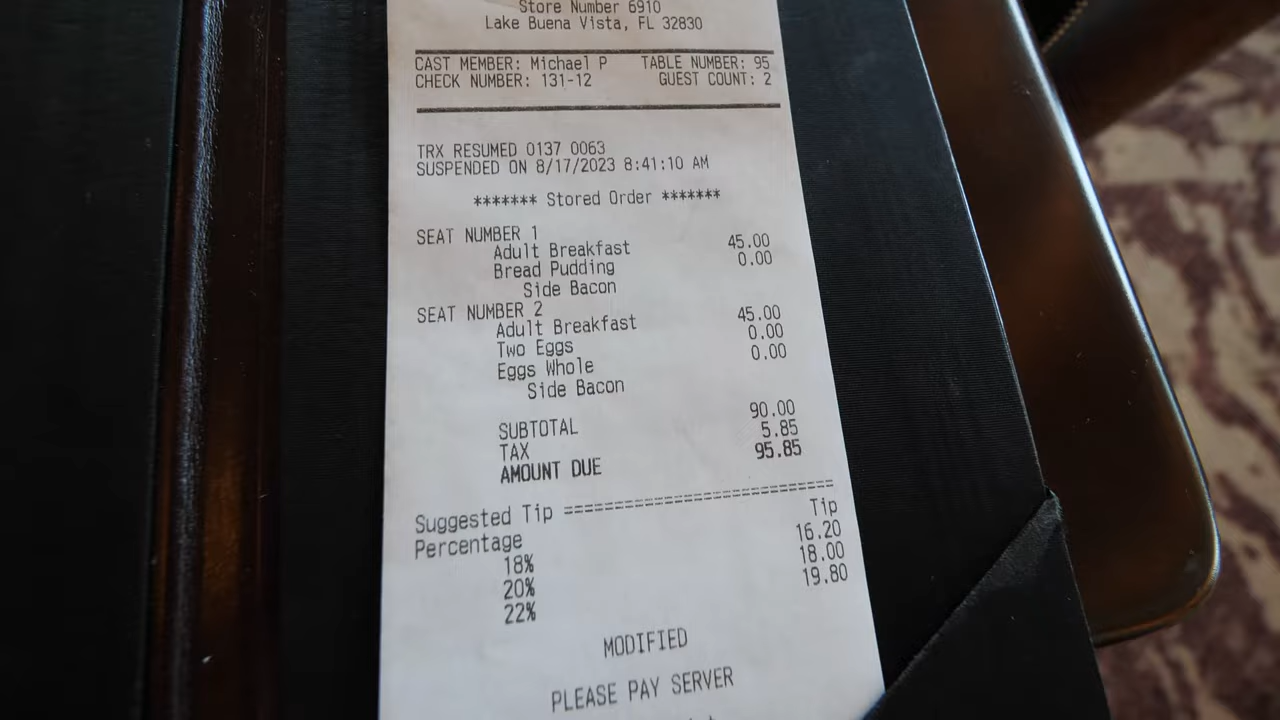 Store Number 6910
Lake Buena Vista, FL 32830
CAST MEMBER: Michael P TABLE NUMBER: 95
CHECK NUMBER: 131-12 GUEST COUNT: 2
TRX RESUMED 0137 0063
SUSPENDED ON 8/17/2023 8:41:10 AM
******* Stored Order *******
SEAT NUMBER 1
Adult Breakfast 45.00
Bread Pudding 0.00
Side Bacon
SEAT NUMBER 2
Adult Breakfast 45.00
Two Eggs 0.00
Eggs Whole 0.00
Side Bacon
SUBTOTAL 90.00
TAX 5.85
AMOUNT DUE 95.85
Suggested Tip =============================
Percentage Tip
18% 16.20
20% 18.00
22% 19.80
MODIFIED
PLEASE PAY SERVER